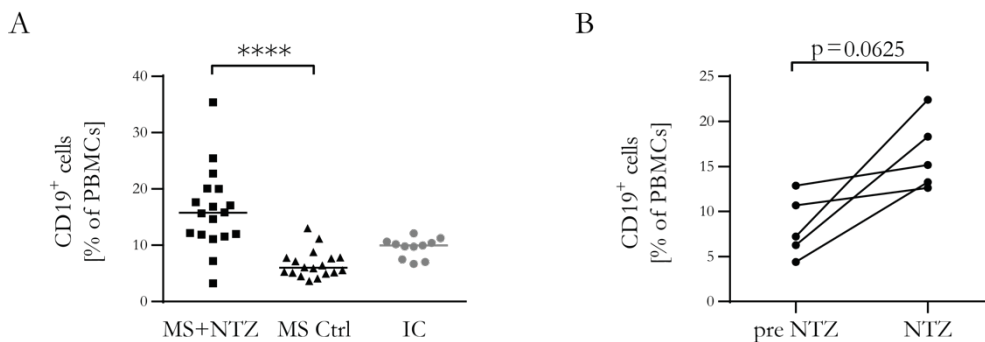 A
****
CD19⁺ cells
[% of PBMCs]
40
30
20
10
0
MS+NTZ MS Ctrl IC
B
p=0.0625
CD19⁺ cells
[% of PBMCs]
25
20
15
10
5
0
pre NTZ NTZ